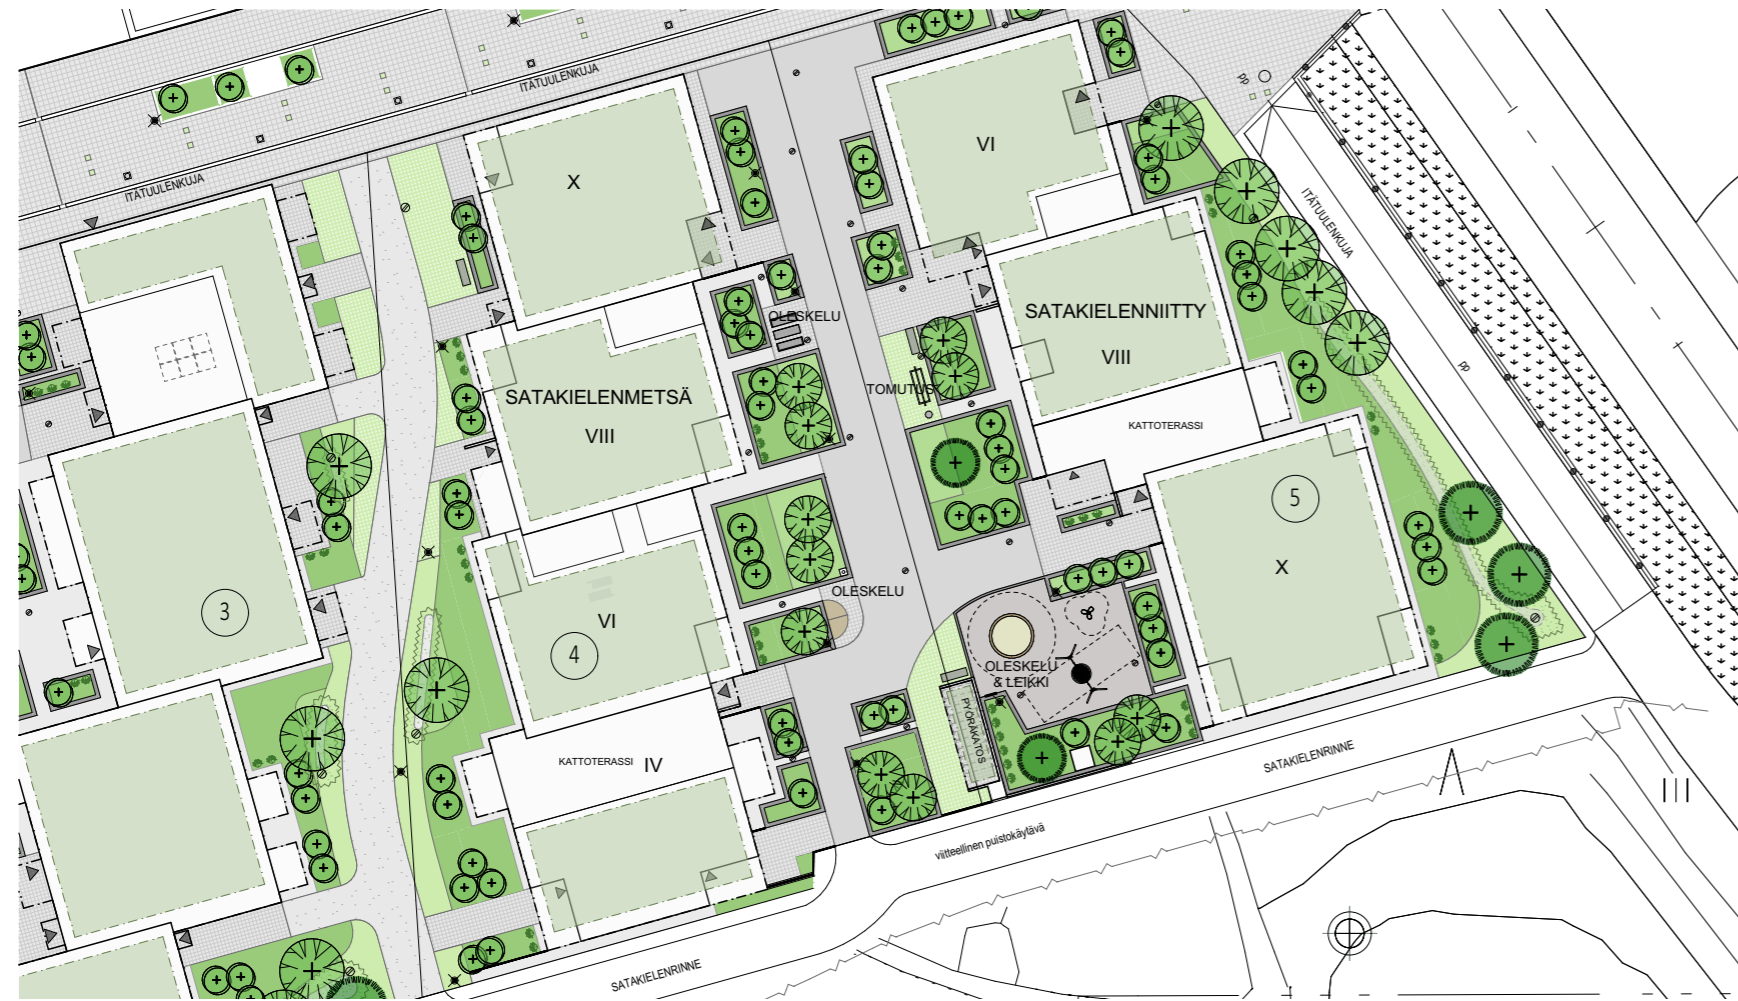 ITÄTUULENKUJA
ITÄTUULENKUJA
pp
VI
X
ITÄTUULENKUJA
OLESKELU
SATAKIELENNIITTY
VIII
pp
TOMUTUS
SATAKIELENMETSÄ
VIII
KATTOTERASSI
5
X
OLESKELU
3
VI
4
OLESKELU
& LEIKKI
PYÖRÄKATOS
KATTOTERASSI IV
SATAKIELENRINNE
III
viitteellinen puistokäytävä
SATAKIELENRINNE